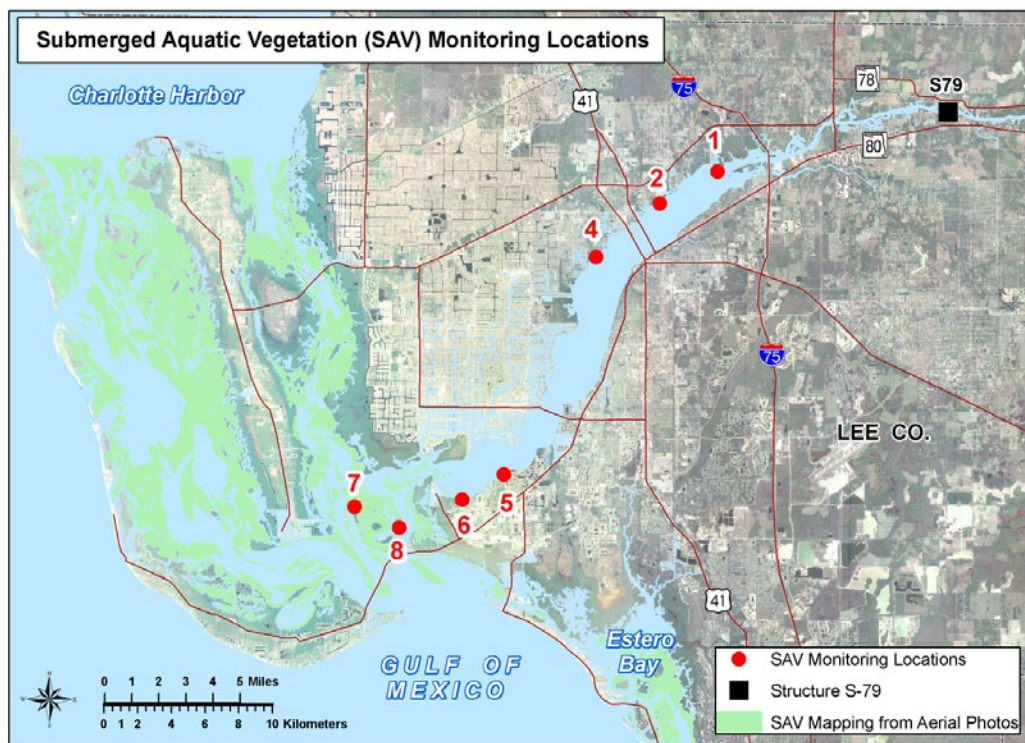 Submerged Aquatic Vegetation (SAV) Monitoring Locations
Charlotte Harbor
41
75
78
S79
80
1
2
4
75
LEE CO.
7
5
6
8
41
Estero
Bay
GULF OF
MEXICO
0 1 2 3 4 5 Miles
0 1 2 4 6 8 10 Kilometers
SAV Monitoring Locations
Structure S-79
SAV Mapping from Aerial Photos